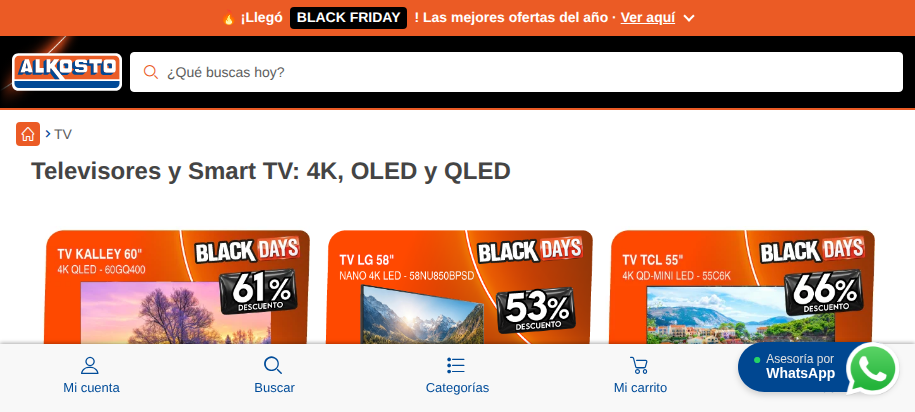 🔥 ¡Llegó BLACK FRIDAY ! Las mejores ofertas del año · Ver aquí
ALKOSTO
¿Qué buscas hoy?
TV
Televisores y Smart TV: 4K, OLED y QLED
TV KALLEY 60"
4K QLED - 60GQ400
BLACK DAYS
61%
DESCUENTO
TV LG 58"
NANO 4K LED - 58NU850BPSD
BLACK DAYS
53%
DESCUENTO
TV TCL 55"
4K QD-MINI LED - 55C6K
BLACK DAYS
66%
DESCUENTO
Mi cuenta
Buscar
Categorías
Mi carrito
Asesoría por
WhatsApp